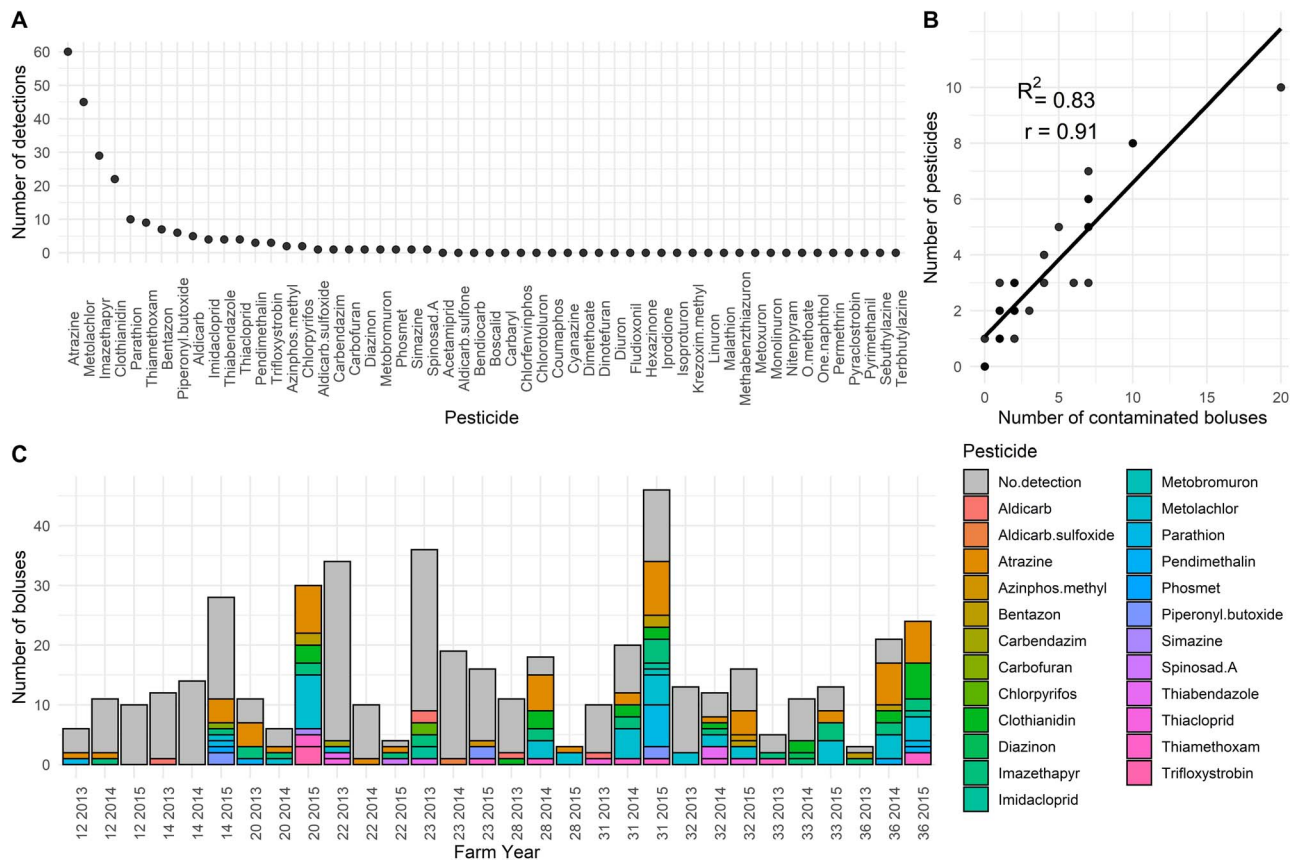 A
Number of detections
60
50
40
30
20
10
0
Atrazine
Metolachlor
Imazethapyr
Clothianidin
Parathion
Thiamethoxam
Bentazon
Piperonyl.butoxide
Aldicarb
Imidacloprid
Thiabendazole
Thiacloprid
Pendimethalin
Trifloxystrobin
Azinphos.methyl
Chlorpyrifos
Aldicarb.sulfoxide
Carbendazim
Carbofuran
Diazinon
Metobromuron
Phosmet
Simazine
Spinosad.A
Acetamiprid
Aldicarb.sulfone
Bendiocarb
Boscalid
Carbaryl
Chlorfenvinphos
Chlorotoluron
Coumaphos
Cyanazine
Dimethoate
Dinotefuran
Diuron
Fludioxonil
Hexazinone
Iprodione
Isoproturon
Krezoxim.methyl
Linuron
Malathion
Methabenzthiazuron
Metoxuron
Monolinuron
Nitenpyram
O.methoate
One.naphthol
Permethrin
Pyraclostrobin
Pyrimethanil
Sebuthylazine
Terbuthylazine
Pesticide
B
Number of pesticides
10
8
6
4
2
0
R2
= 0.83
r = 0.91
0 5 10 15 20
Number of contaminated boluses
C
Number of boluses
40
30
20
10
0
12 2013
12 2014
12 2015
14 2013
14 2014
14 2015
20 2013
20 2014
20 2015
22 2013
22 2014
22 2015
23 2013
23 2014
23 2015
28 2013
28 2014
28 2015
31 2013
31 2014
31 2015
32 2013
32 2014
32 2015
33 2013
33 2014
33 2015
36 2013
36 2014
36 2015
Farm Year
Pesticide
No.detection
Aldicarb
Aldicarb.sulfoxide
Atrazine
Azinphos.methyl
Bentazon
Carbendazim
Carbofuran
Chlorpyrifos
Clothianidin
Diazinon
Imazethapyr
Imidacloprid
Metobromuron
Metolachlor
Parathion
Pendimethalin
Phosmet
Piperonyl.butoxide
Simazine
Spinosad.A
Thiabendazole
Thiacloprid
Thiamethoxam
Trifloxystrobin